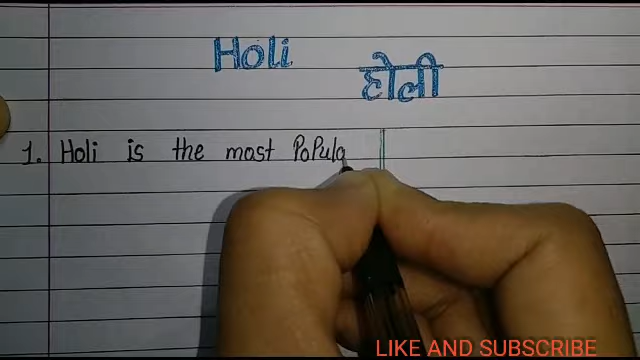 Holi
होली
1. Holi is the most Popula
LIKE AND SUBSCRIBE